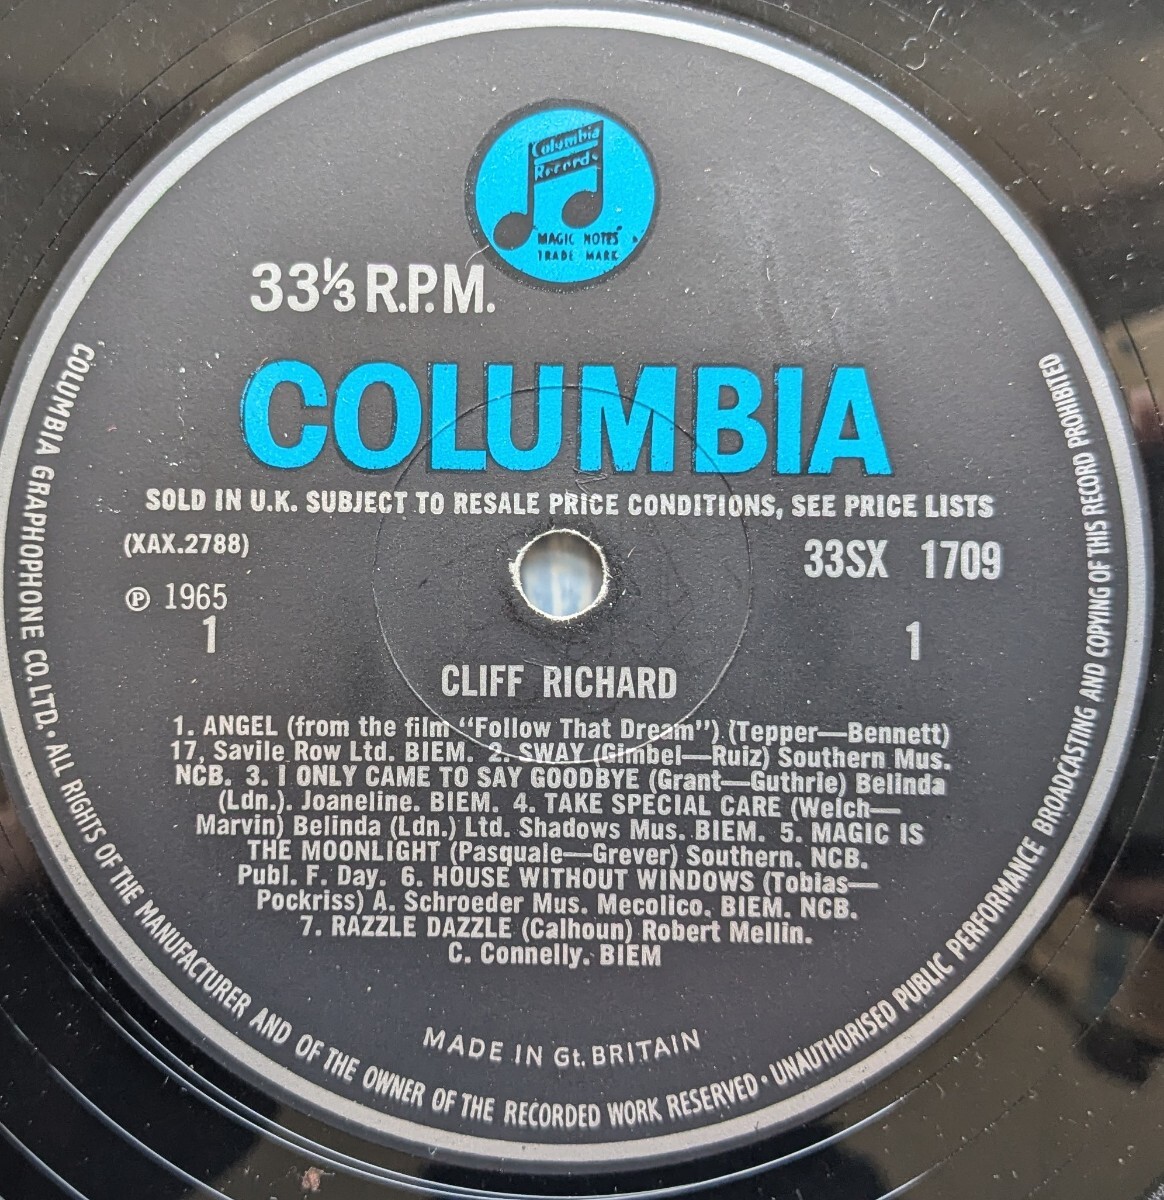 Columbia
Records
"MAGIC NOTES"
TRADE MARK
33⅓ R.P.M.
COLUMBIA
SOLD IN U.K. SUBJECT TO RESALE PRICE CONDITIONS, SEE PRICE LISTS
(XAX.2788)
33SX 1709
℗ 1965
1
1
CLIFF RICHARD
1. ANGEL (from the film "Follow That Dream") (Tepper—Bennett)
17, Savile Row Ltd. BIEM. 2. SWAY (Gimbel—Ruiz) Southern Mus.
NCB. 3. I ONLY CAME TO SAY GOODBYE (Grant—Guthrie) Belinda
(Ldn.). Joaneline. BIEM. 4. TAKE SPECIAL CARE (Welch—
Marvin) Belinda (Ldn.) Ltd. Shadows Mus. BIEM. 5. MAGIC IS
THE MOONLIGHT (Pasquale—Grever) Southern. NCB.
Publ. F. Day. 6. HOUSE WITHOUT WINDOWS (Tobias—
Pockriss) A. Schroeder Mus. Mecolico. BIEM. NCB.
7. RAZZLE DAZZLE (Calhoun) Robert Mellin.
C. Connelly. BIEM
MADE IN Gt. BRITAIN
COLUMBIA GRAPHOPHONE CO. LTD. · ALL RIGHTS OF THE MANUFACTURER AND OF THE OWNER OF THE RECORDED WORK RESERVED · UNAUTHORISED PUBLIC PERFORMANCE BROADCASTING AND COPYING OF THIS RECORD PROHIBITED